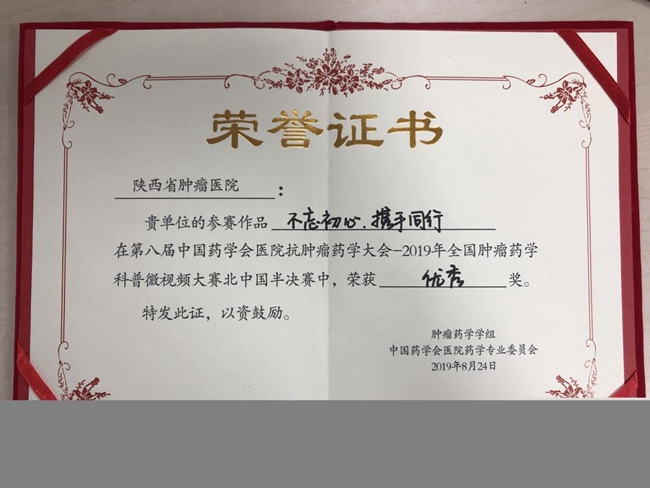 荣誉证书
陕西省肿瘤医院：
贵单位的参赛作品 不忘初心、携手同行
在第八届中国药学会医院抗肿瘤药学大会-2019年全国肿瘤药学
科普微视频大赛北中国半决赛中，荣获 优秀 奖。
特发此证，以资鼓励。
肿瘤药学学组
中国药学会医院药学专业委员会
2019年8月24日